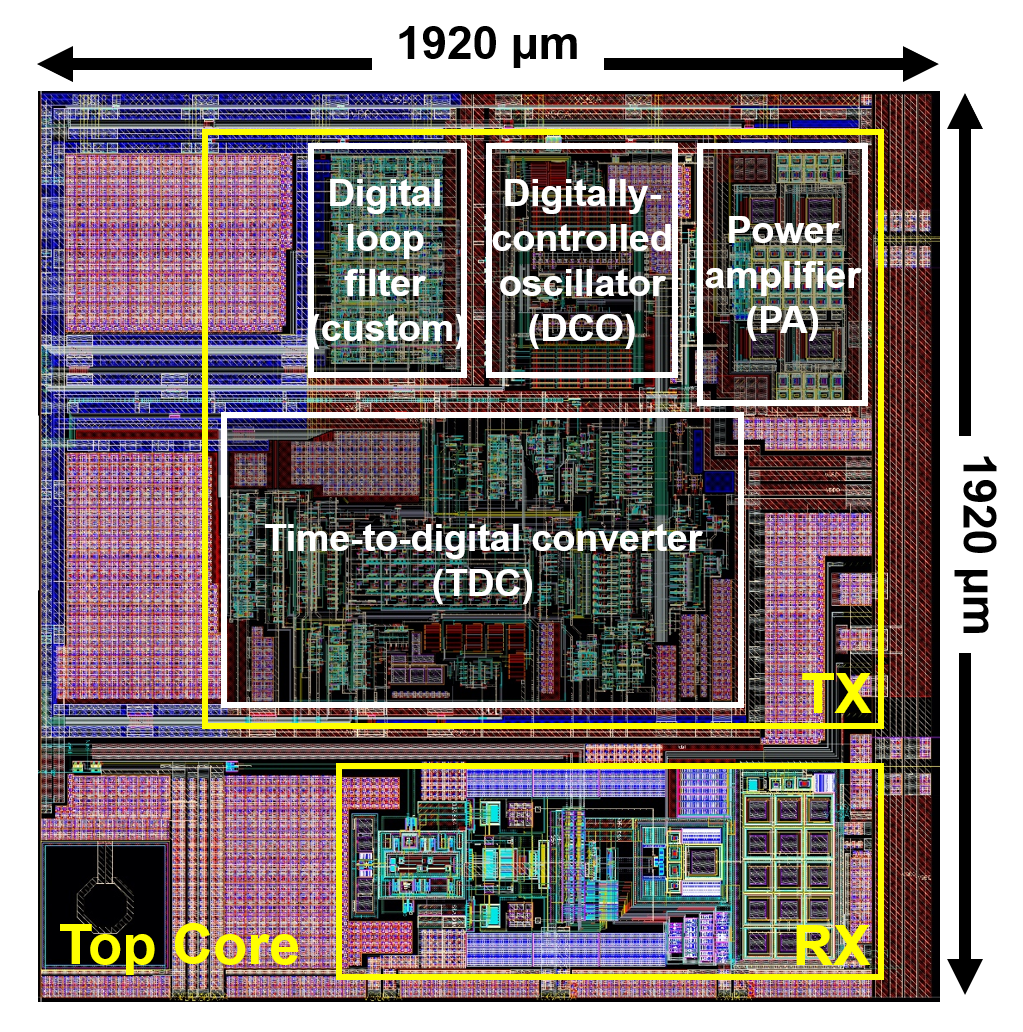 1920 µm
1920 µm
Digital
loop
filter
(custom)
Digitally-
controlled
oscillator
(DCO)
Power
amplifier
(PA)
Time-to-digital converter
(TDC)
TX
Top Core
RX